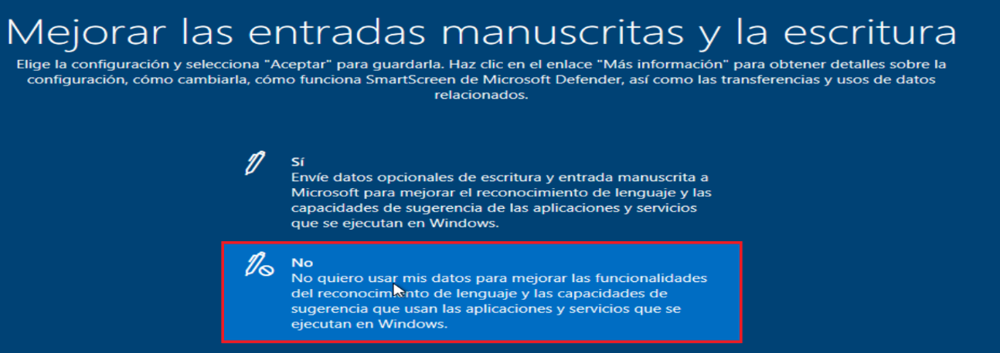 Mejorar las entradas manuscritas y la escritura
Elige la configuración y selecciona "Aceptar" para guardarla. Haz clic en el enlace "Más información" para obtener detalles sobre la
configuración, cómo cambiarla, cómo funciona SmartScreen de Microsoft Defender, así como las transferencias y usos de datos
relacionados.
Sí
Envíe datos opcionales de escritura y entrada manuscrita a
Microsoft para mejorar el reconocimiento de lenguaje y las
capacidades de sugerencia de las aplicaciones y servicios
que se ejecutan en Windows.
No
No quiero usar mis datos para mejorar las funcionalidades
del reconocimiento de lenguaje y las capacidades de
sugerencia que usan las aplicaciones y servicios que se
ejecutan en Windows.